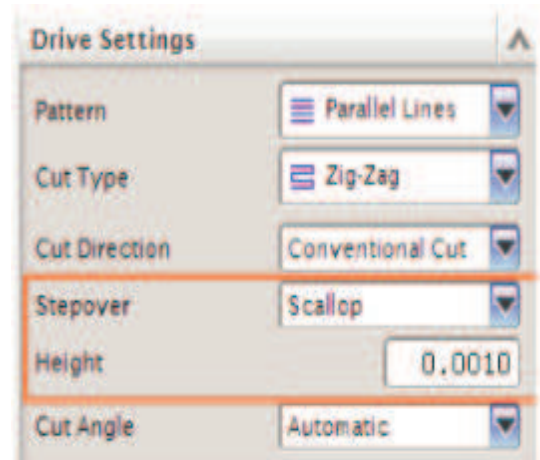 Drive Settings
Pattern Parallel Lines
Cut Type Zig-Zag
Cut Direction Conventional Cut
Stepover Scallop
Height 0.0010
Cut Angle Automatic